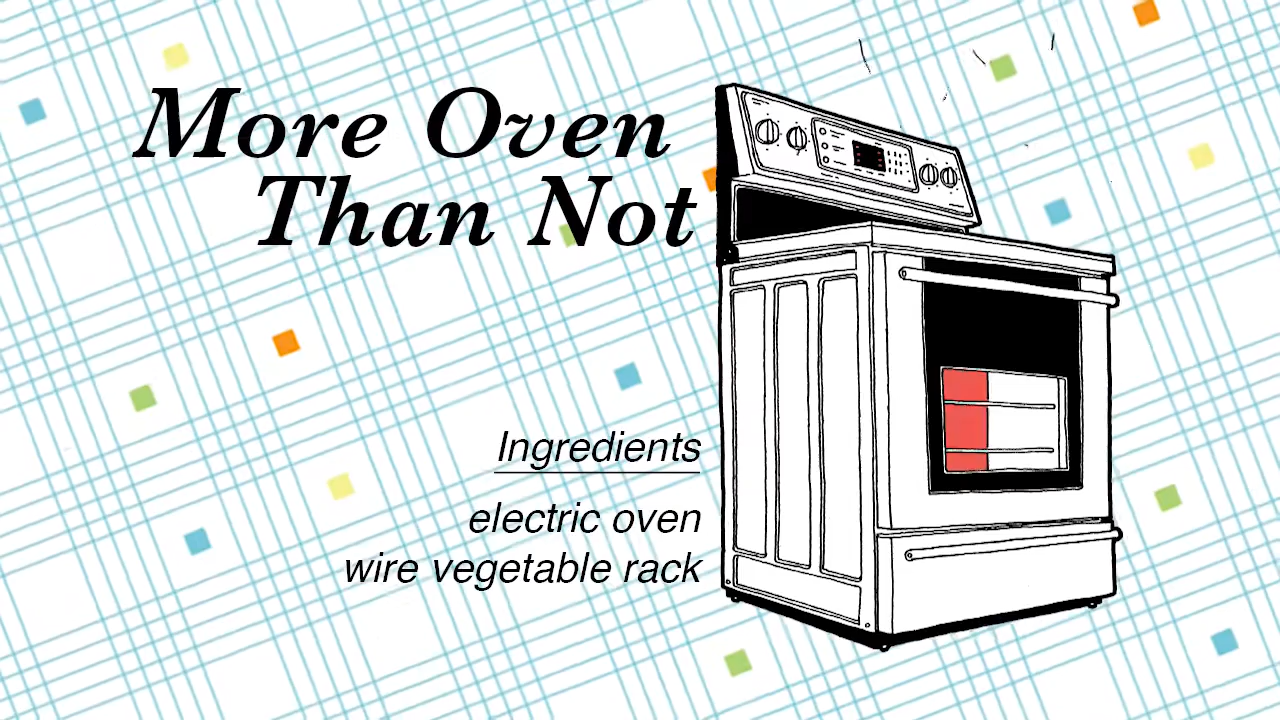 More Oven
Than Not
Ingredients
electric oven
wire vegetable rack